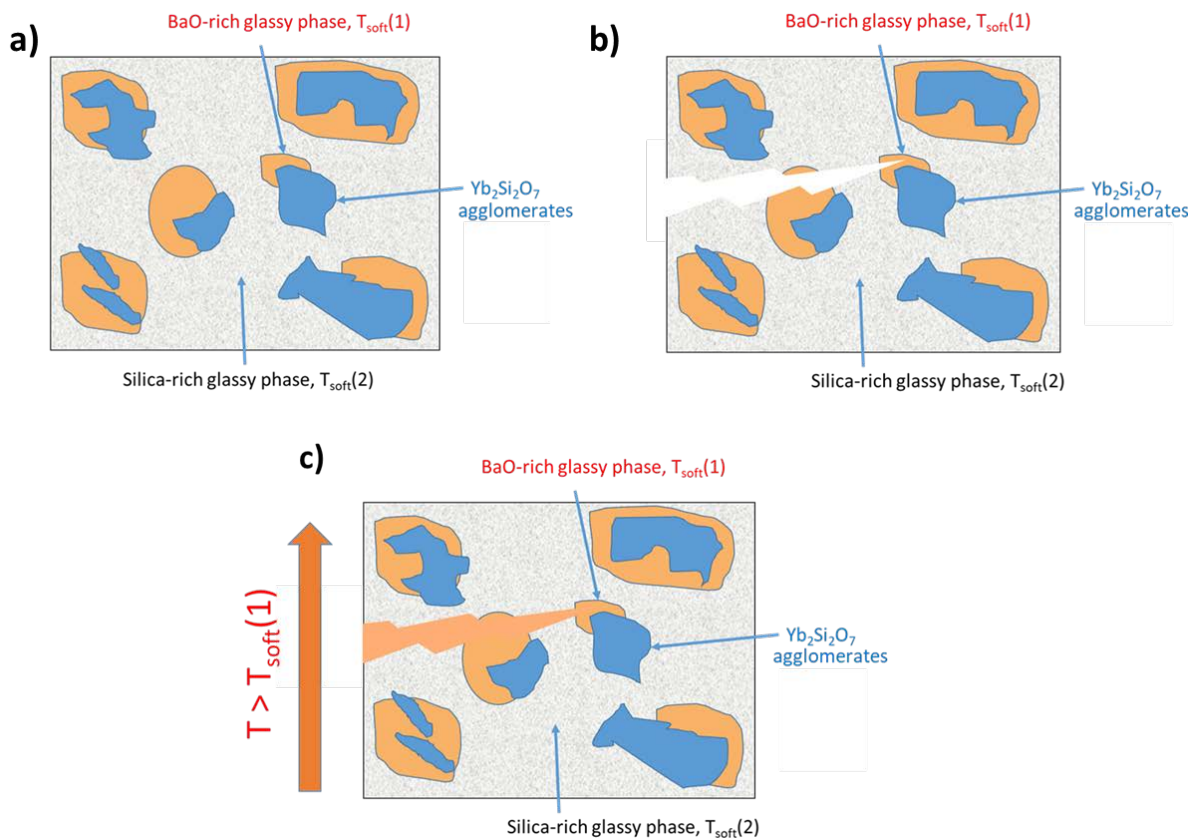 a)
BaO-rich glassy phase, Tsoft(1)
Yb2Si2O7
agglomerates
Silica-rich glassy phase, Tsoft(2)
b)
BaO-rich glassy phase, Tsoft(1)
Yb2Si2O7
agglomerates
Silica-rich glassy phase, Tsoft(2)
c)
BaO-rich glassy phase, Tsoft(1)
T > Tsoft(1)
Yb2Si2O7
agglomerates
Silica-rich glassy phase, Tsoft(2)